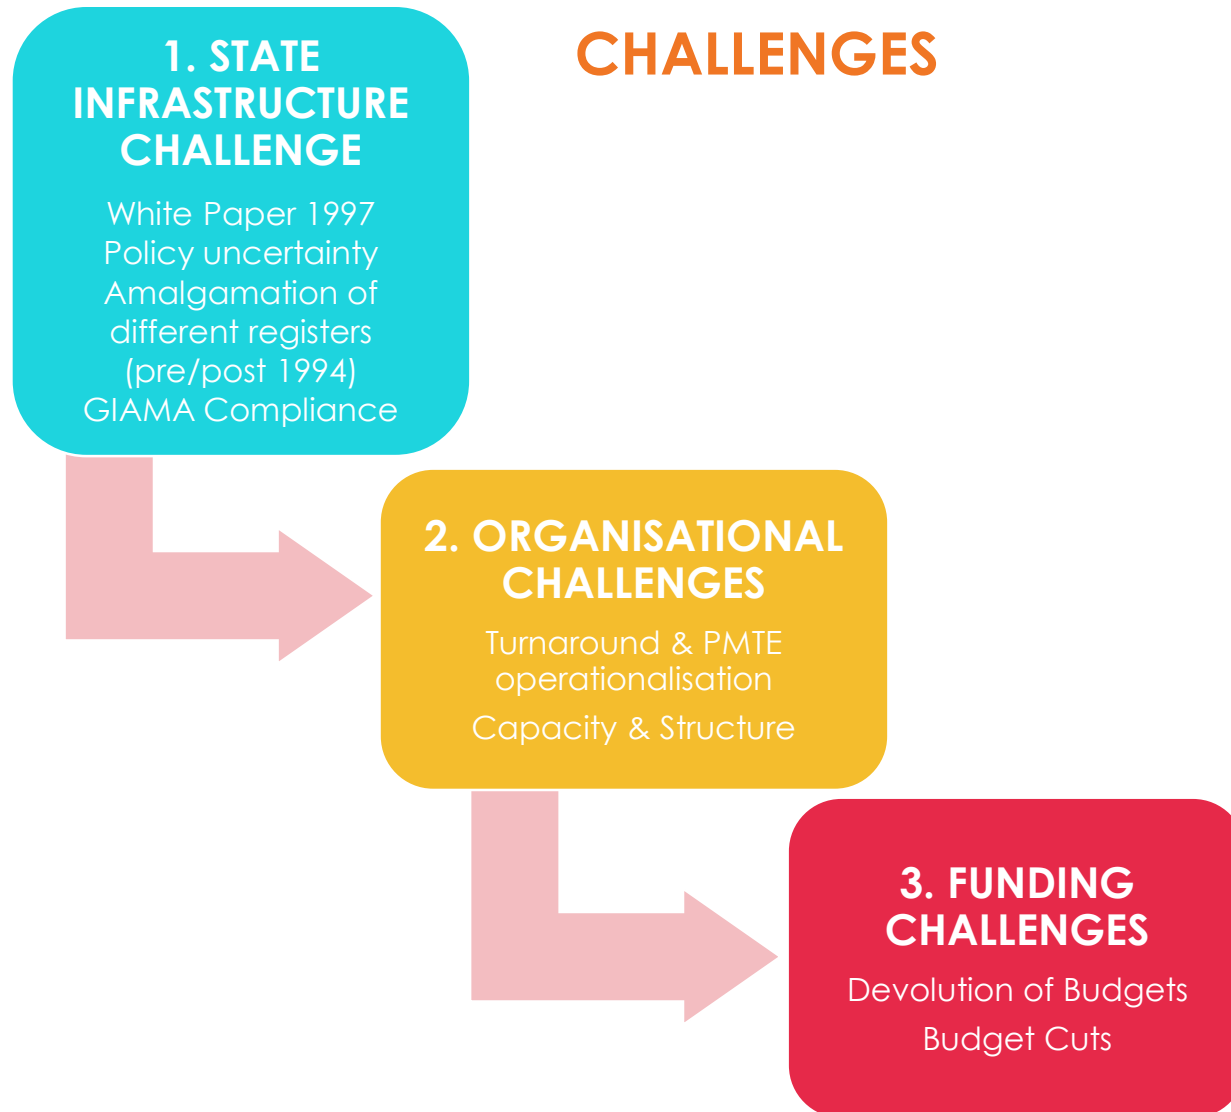 CHALLENGES
1. STATE
INFRASTRUCTURE
CHALLENGE
White Paper 1997
Policy uncertainty
Amalgamation of
different registers
(pre/post 1994)
GIAMA Compliance
2. ORGANISATIONAL
CHALLENGES
Turnaround & PMTE
operationalisation
Capacity & Structure
3. FUNDING
CHALLENGES
Devolution of Budgets
Budget Cuts